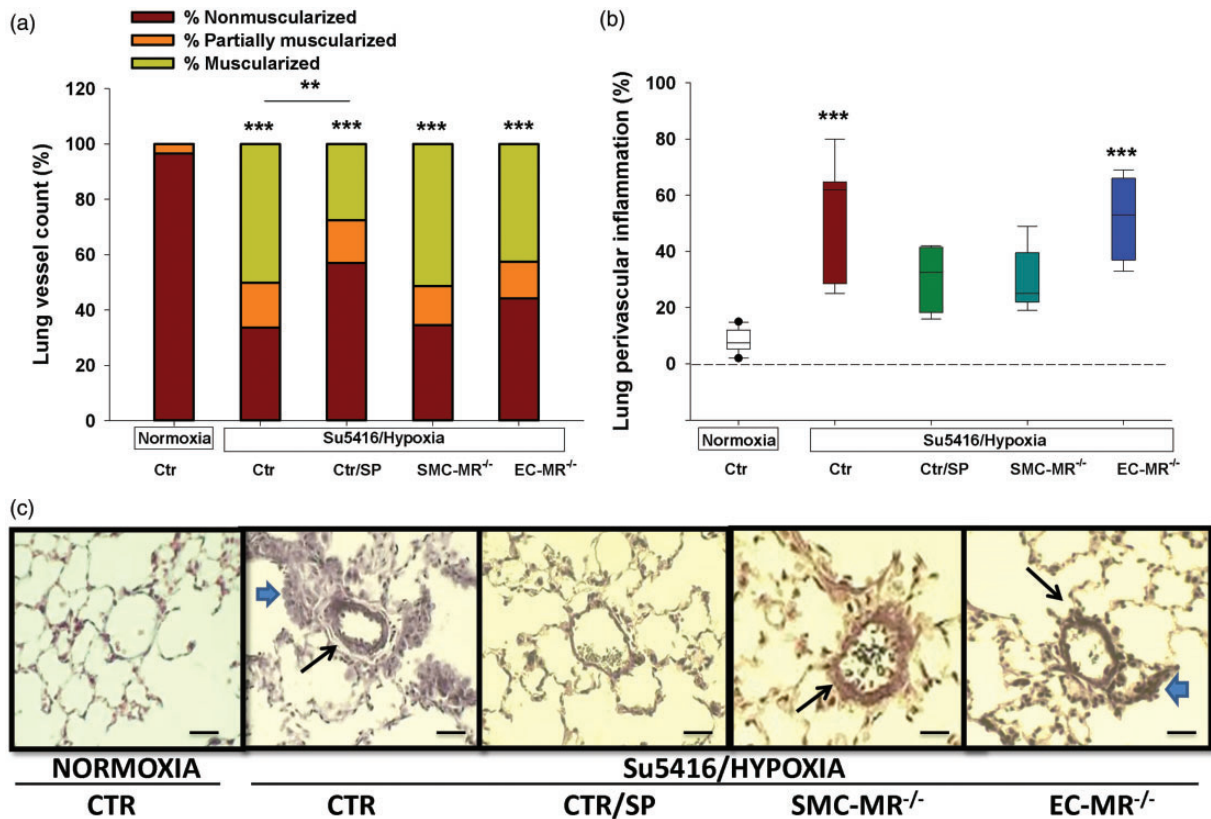 (a)
% Nonmuscularized
% Partially muscularized
% Muscularized
Lung vessel count (%)
120
100
80
60
40
20
0
**
*** *** *** ***
Normoxia Su5416/Hypoxia
Ctr Ctr Ctr/SP SMC-MR-/- EC-MR-/-
(b)
Lung perivascular inflammation (%)
100
80
60
40
20
0
*** ***
Normoxia Su5416/Hypoxia
Ctr Ctr Ctr/SP SMC-MR-/- EC-MR-/-
(c)
NORMOXIA Su5416/HYPOXIA
CTR CTR CTR/SP SMC-MR-/- EC-MR-/-